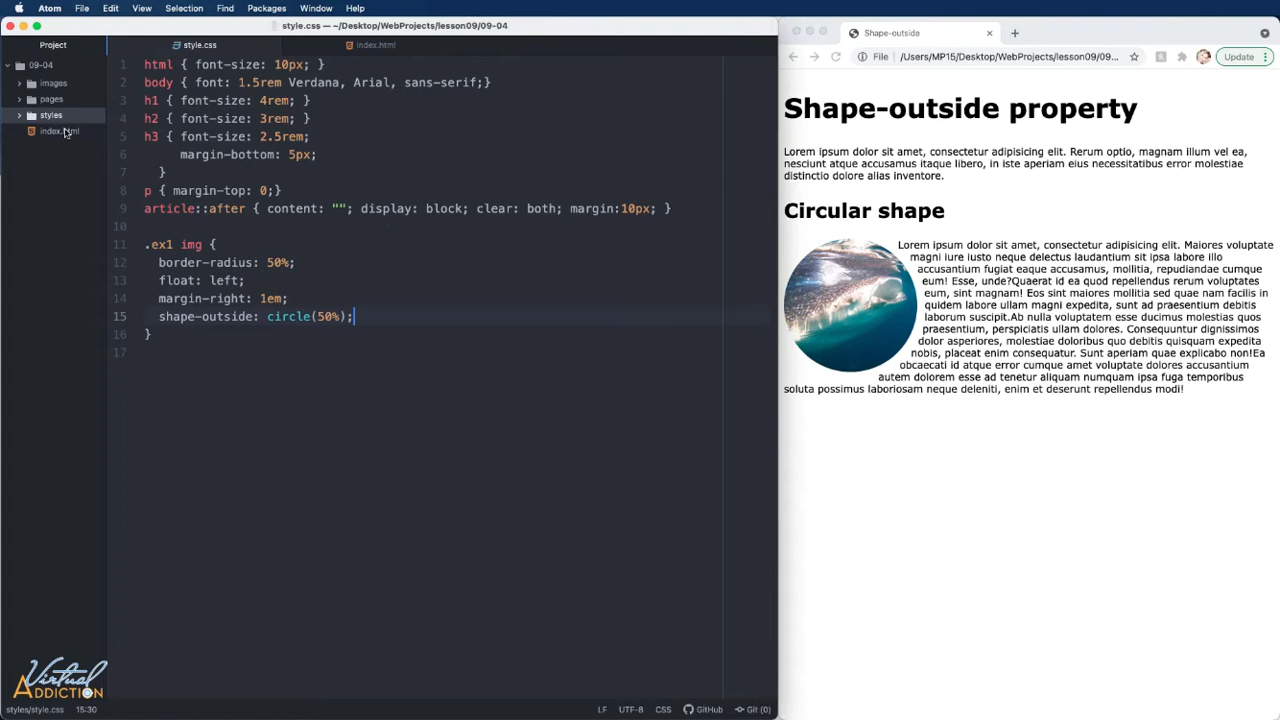 Atom File Edit View Selection Find Packages Window Help
style.css — ~/Desktop/WebProjects/lesson09/09-04
Project
style.css
index.html
09-04
images
pages
styles
index.html
1 html { font-size: 10px; }
2 body { font: 1.5rem Verdana, Arial, sans-serif;}
3 h1 { font-size: 4rem; }
4 h2 { font-size: 3rem; }
5 h3 { font-size: 2.5rem;
6 margin-bottom: 5px;
7 }
8 p { margin-top: 0;}
9 article::after { content: ""; display: block; clear: both; margin:10px; }
10
11 .ex1 img {
12 border-radius: 50%;
13 float: left;
14 margin-right: 1em;
15 shape-outside: circle(50%);
16 }
17
Virtual
ADDICTION
styles/style.css 15:30
LF UTF-8 CSS GitHub Git (0)
Shape-outside
File /Users/MP15/Desktop/WebProjects/lesson09/09...
Update
Shape-outside property
Lorem ipsum dolor sit amet, consectetur adipisicing elit. Rerum optio, magnam illum vel ea,
nesciunt atque accusamus itaque libero, in iste aperiam eius necessitatibus error molestiae
distinctio dolore alias inventore.
Circular shape
Lorem ipsum dolor sit amet, consectetur adipisicing elit. Maiores voluptate
magni iure iusto neque delectus laudantium sit ipsam harum id illo
accusantium fugiat eaque accusamus, mollitia, repudiandae cumque
eum! Esse, unde?Quaerat id ea quam quos rerum voluptates
eum, sint magnam! Eos sint maiores sed quae nam facilis
id minima molestias quidem amet expedita, sunt ad praesentium
laborum suscipit.Ab nulla voluptatem esse ducimus molestias quos
praesentium, perspiciatis ullam dolores. Consequuntur dignissimos
dolor asperiores, molestiae doloribus quo debitis quisquam expedita
nobis, placeat enim consequatur. Sunt aperiam quae explicabo non!Ea
obcaecati id atque error cumque amet voluptate distinctio accusantium
autem dolorem esse ad tenetur aliquam numquam ipsa fuga temporibus
soluta possimus laboriosam neque deleniti, enim et deserunt repellendus modi!